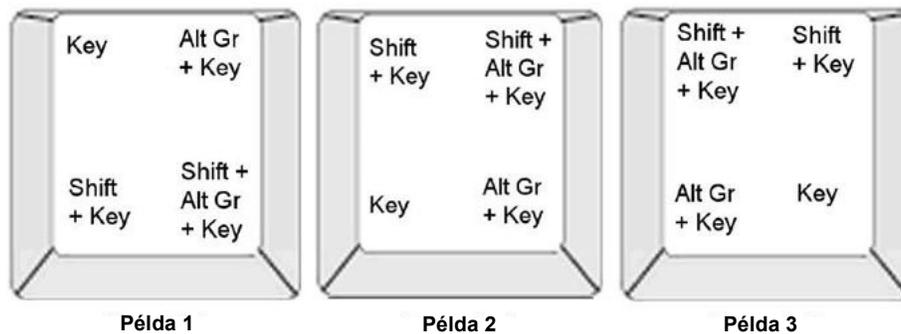 Key
Alt Gr
+ Key
Shift
+ Key
Shift +
Alt Gr
+ Key
Példa 1
Shift
+ Key
Shift +
Alt Gr
+ Key
Key
Alt Gr
+ Key
Példa 2
Shift +
Alt Gr
+ Key
Shift
+ Key
Alt Gr
+ Key
Key
Példa 3